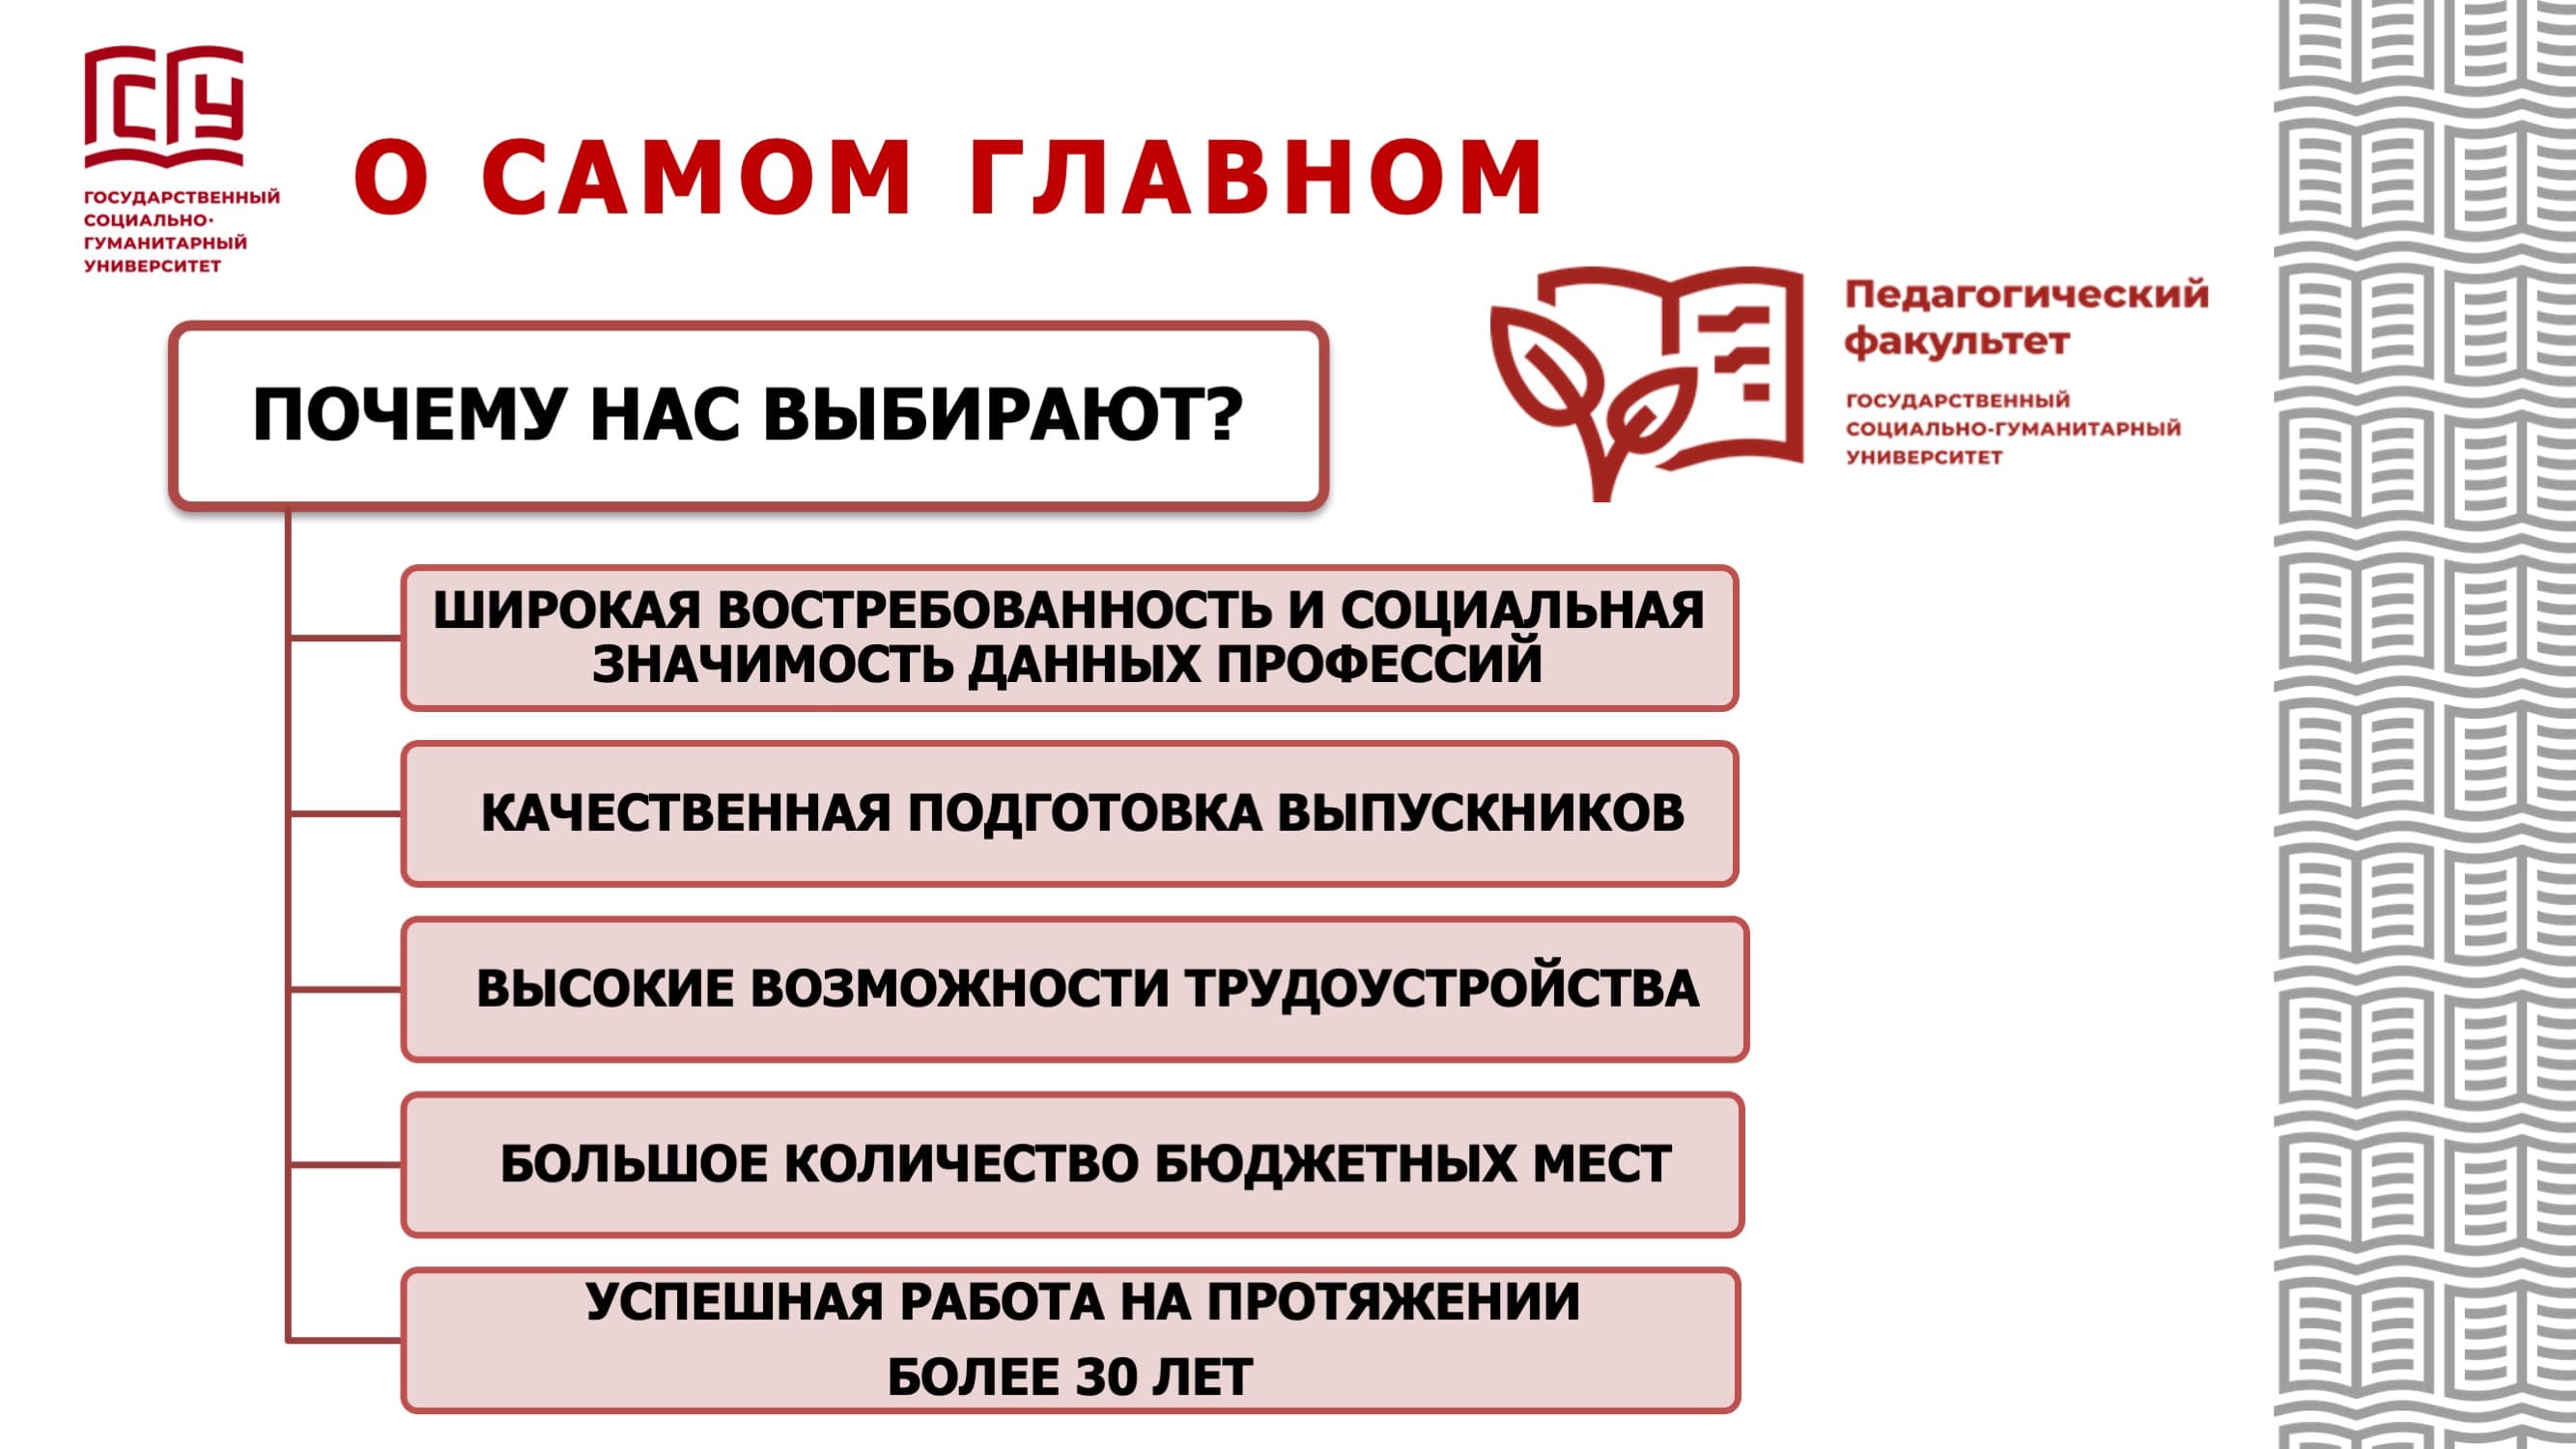 ГСГУ
ГОСУДАРСТВЕННЫЙ
СОЦИАЛЬНО-
ГУМАНИТАРНЫЙ
УНИВЕРСИТЕТ
О САМОМ ГЛАВНОМ
Педагогический
факультет
ГОСУДАРСТВЕННЫЙ
СОЦИАЛЬНО-ГУМАНИТАРНЫЙ
УНИВЕРСИТЕТ
ПОЧЕМУ НАС ВЫБИРАЮТ?
ШИРОКАЯ ВОСТРЕБОВАННОСТЬ И СОЦИАЛЬНАЯ
ЗНАЧИМОСТЬ ДАННЫХ ПРОФЕССИЙ
КАЧЕСТВЕННАЯ ПОДГОТОВКА ВЫПУСКНИКОВ
ВЫСОКИЕ ВОЗМОЖНОСТИ ТРУДОУСТРОЙСТВА
БОЛЬШОЕ КОЛИЧЕСТВО БЮДЖЕТНЫХ МЕСТ
УСПЕШНАЯ РАБОТА НА ПРОТЯЖЕНИИ
БОЛЕЕ 30 ЛЕТ